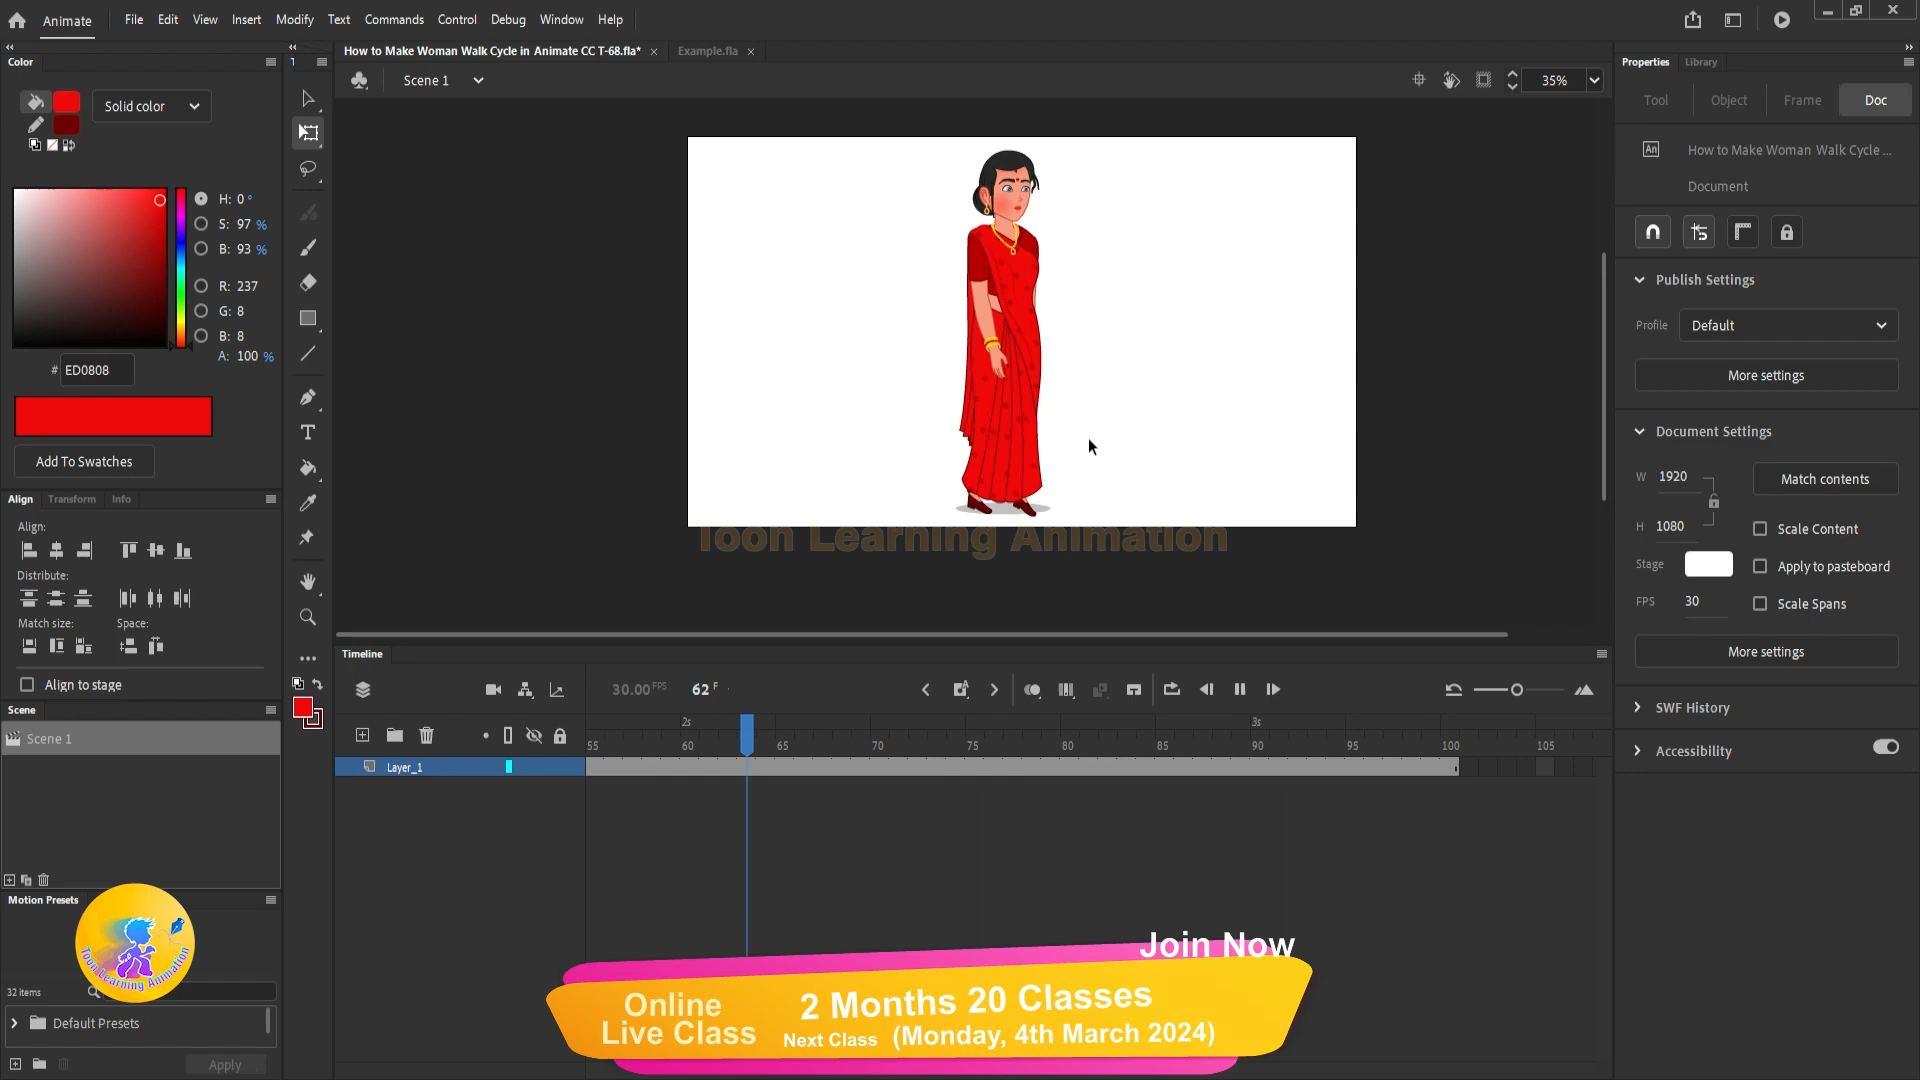 Animate File Edit View Insert Modify Text Commands Control Debug Window Help
How to Make Woman Walk Cycle in Animate CC T-68.fla* Example.fla
Color
Solid color
H: 0 °
S: 97 %
B: 93 %
R: 237
G: 8
B: 8
A: 100 %
# ED0808
Add To Swatches
Align Transform Info
Align:
Distribute:
Match size: Space:
Align to stage
Scene
Scene 1
Motion Presets
Toon Learning Animation
32 items
Default Presets
Apply
T
Scene 1 35%
Toon Learning Animation
Timeline
30.00 FPS 62 F
2s 3s
55 60 65 70 75 80 85 90 95 100 105
Layer_1
Join Now
Online
Live Class
2 Months 20 Classes
Next Class (Monday, 4th March 2024)
Properties Library
Tool Object Frame Doc
An How to Make Woman Walk Cycle ...
Document
Publish Settings
Profile Default
More settings
Document Settings
W 1920 Match contents
H 1080 Scale Content
Stage Apply to pasteboard
FPS 30 Scale Spans
More settings
SWF History
Accessibility